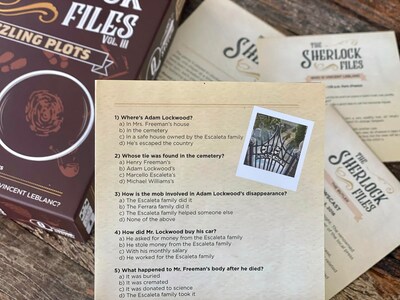 CK
FILES
VOL. III
ZZLING PLOTS
VINCENT LEBLANC?
THE
SHERLOCK
FILES
1) Where's Adam Lockwood?
a) In Mrs. Freeman's house
b) In the cemetery
c) In a safe house owned by the Escaleta family
d) He's escaped the country
2) Whose tie was found in the cemetery?
a) Henry Freeman's
b) Adam Lockwood's
c) Marcello Escaleta's
d) Michael Williams's
3) How is the mob involved in Adam Lockwood's disappearance?
a) The Escaleta family did it
b) The Ferrara family did it
c) The Escaleta family helped someone else
d) None of the above
4) How did Mr. Lockwood buy his car?
a) He asked for money from the Escaleta family
b) He stole money from the Escaleta family
c) With his monthly salary
d) He worked for the Escaleta family
5) What happened to Mr. Freeman's body after he died?
a) It was buried
b) It was cremated
c) It was donated to science
d) The Escaleta family took it
THE
SHERLOCK
FILES